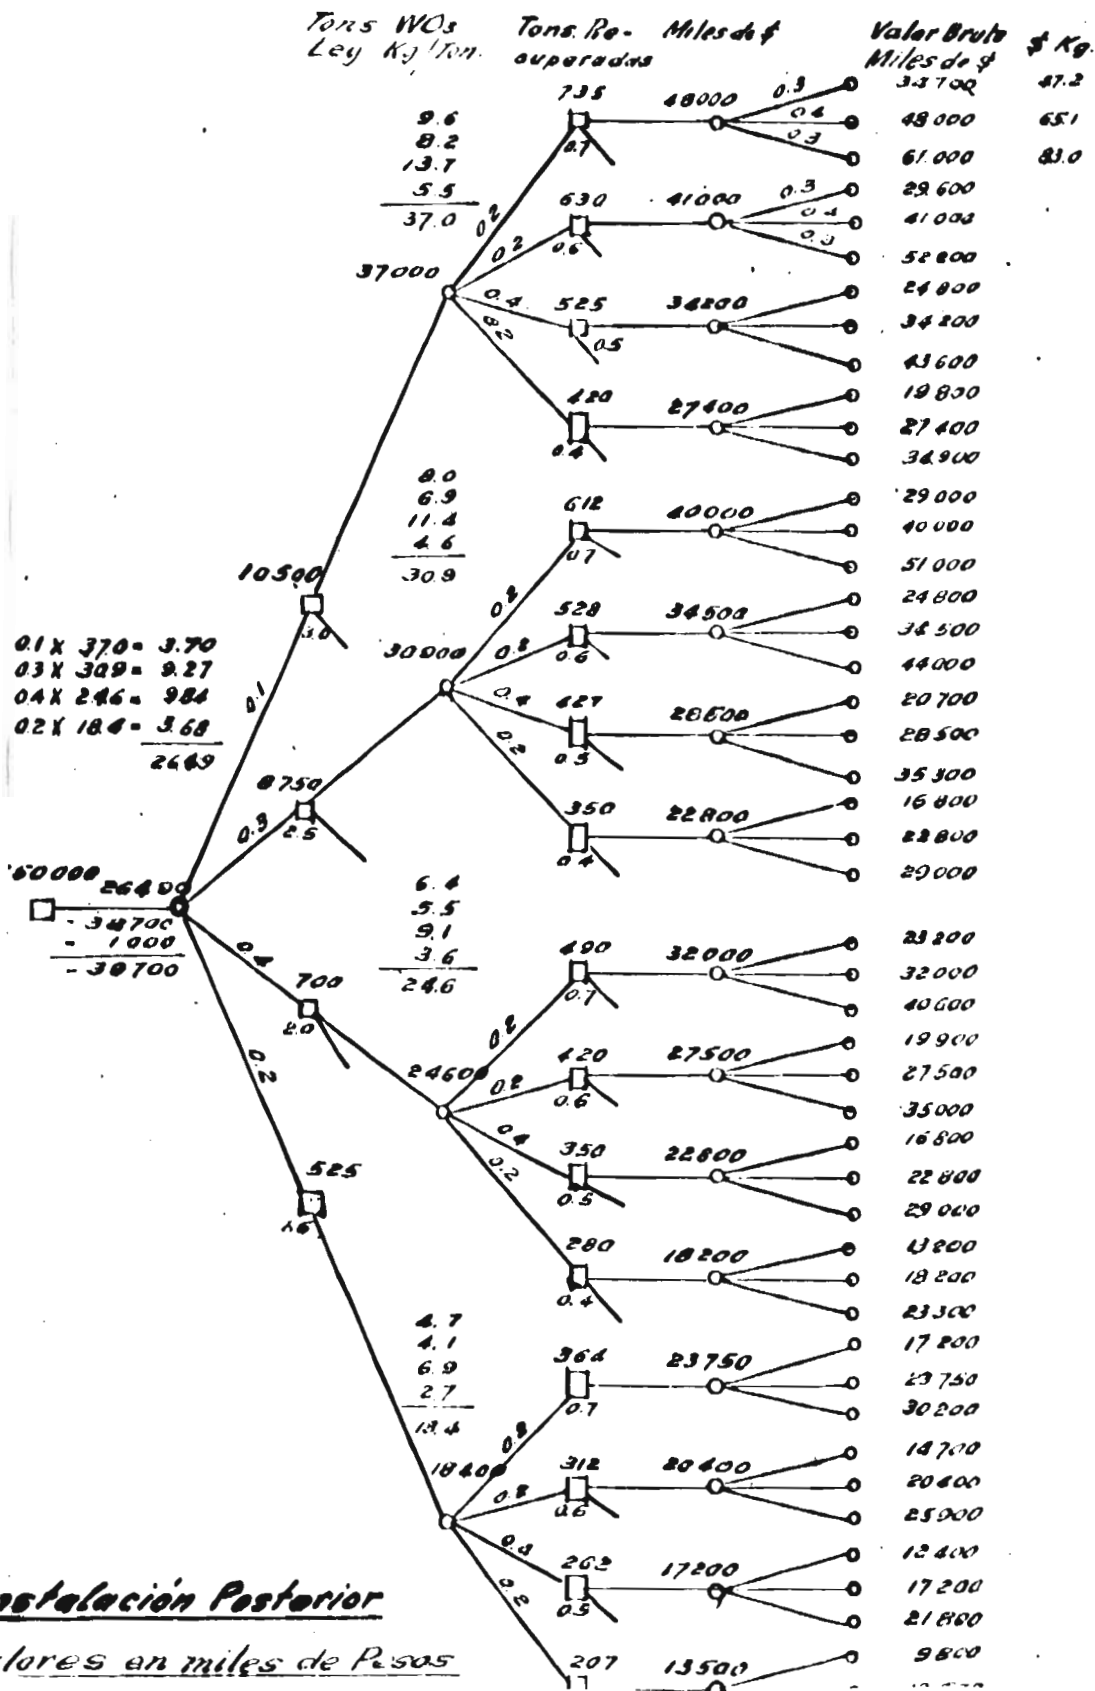 Tons WO3 Tons. Re- Miles de $ Valor Bruto $ Kg.
Ley Kg/Ton. cuperadas Miles de $
735 48000 0.3 34700 47.2
9.6 0.4 48000 65.1
8.2 0.7 0.3 61.000 83.0
13.7
5.5 630 41000 0.3 29.600
37.0 0.2 0.4 41000
0.2 0.6 0.3 52800
37000
0.4 525 34200 24800
0.2 34200
0.5 43600
420 27400 19800
27400
0.4 34.900
8.0
6.9 612 40000 29000
11.4 40000
4.6 0.7 51000
30.9
10500 0.2 528 34500 24800
3.0 34500
0.1 X 37.0 = 3.70 30900 0.2 0.6 44000
0.3 X 30.9 = 9.27
0.4 X 24.6 = 9.84 0.1 0.4 427 28500 20700
0.2 X 18.4 = 3.68 0.2 28500
26.49 0.5 35300
8750 350 22800 16800
0.3 2.5 22800
0.4 29000
60000 26490 6.4
- 1000 5.5
9.1 490 32000
0.4 3.6 32000
24.6 0.7 40600
700
2.0 0.2 420 27500 19900
0.2 2460 0.2 0.6 27500
35000
0.4 350 22800 16800
0.2 22800
525 0.5 29000
280 18200 13200
18200
0.4 23300
4.7
4.1 364 23750 17200
6.9 23750
2.7 0.7 30200
18.4
0.2 312 20400 14700
1840 0.2 20400
0.6 25900
262 17200 12400
0.2 17200
0.5 21800
nstalación Posterior
lores en miles de Pesos
207 13500 9800